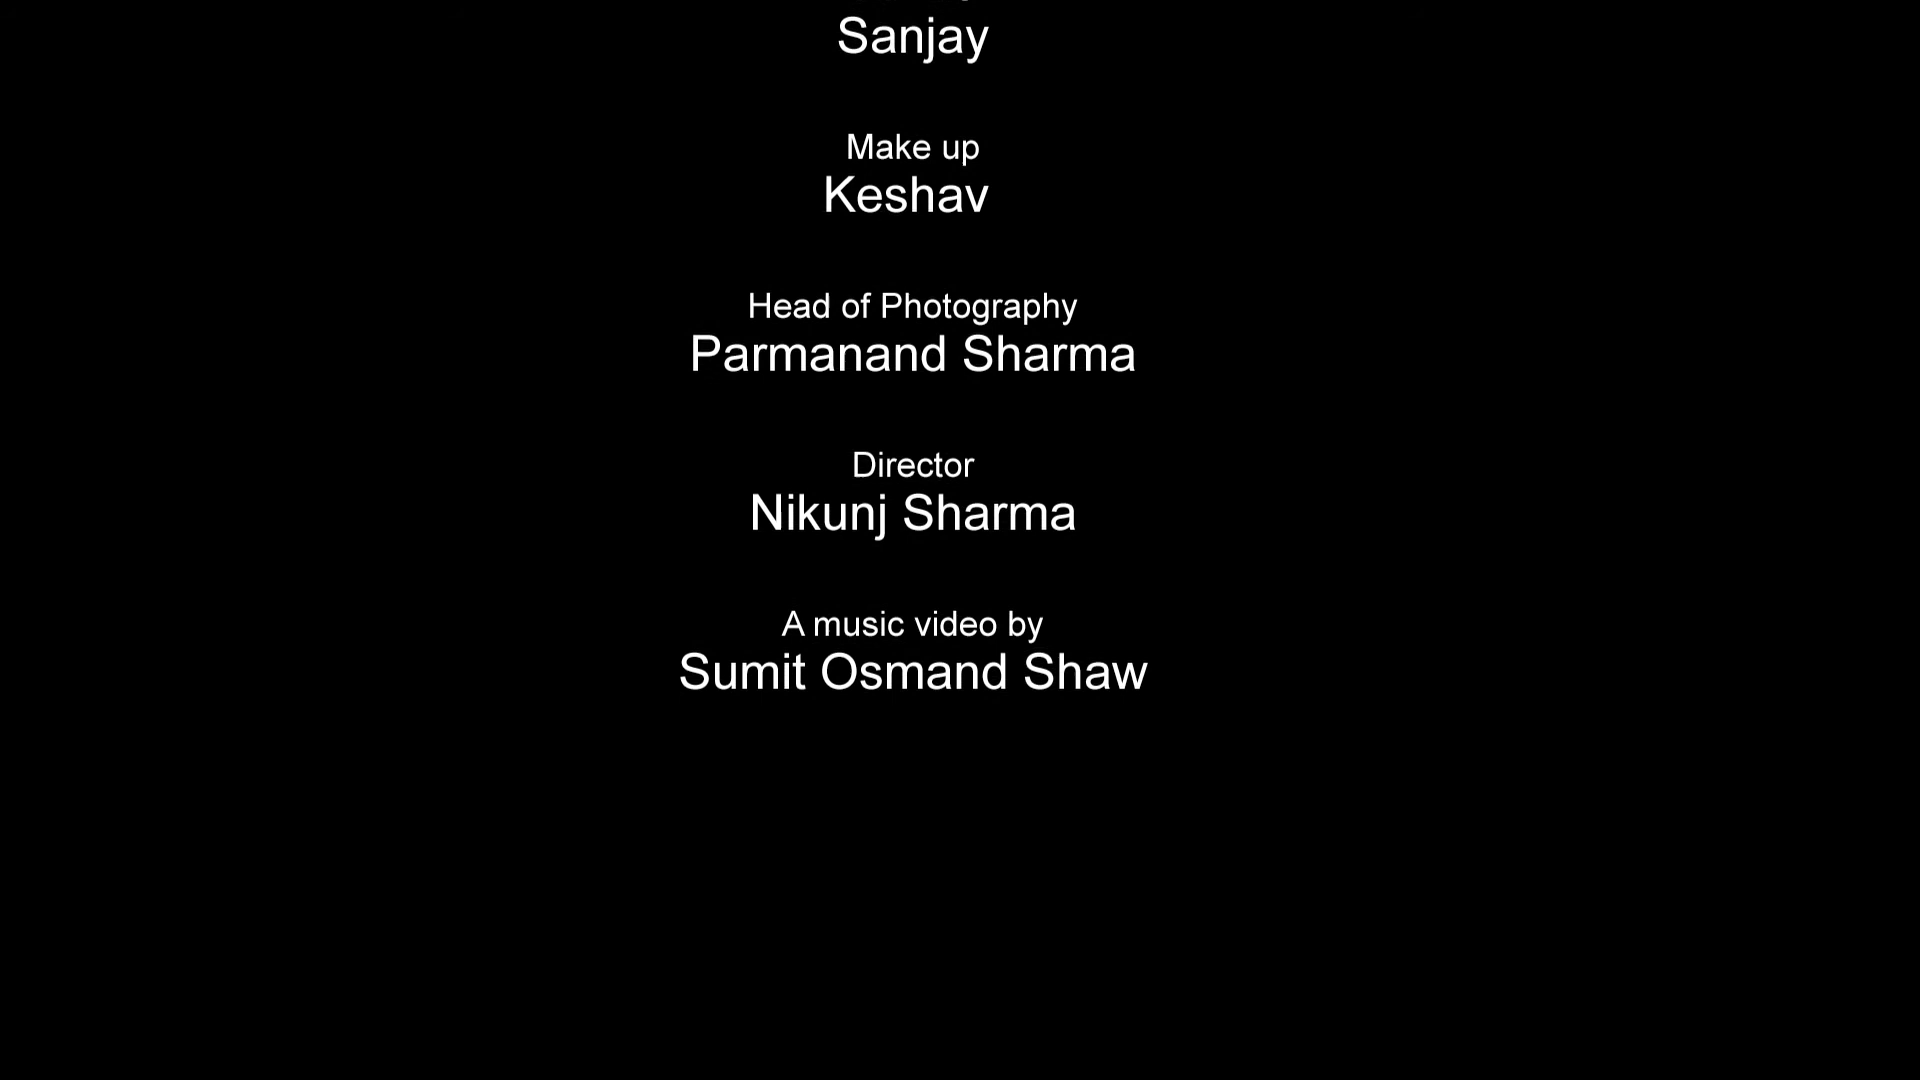 Sanjay
Make up
Keshav
Head of Photography
Parmanand Sharma
Director
Nikunj Sharma
A music video by
Sumit Osmand Shaw